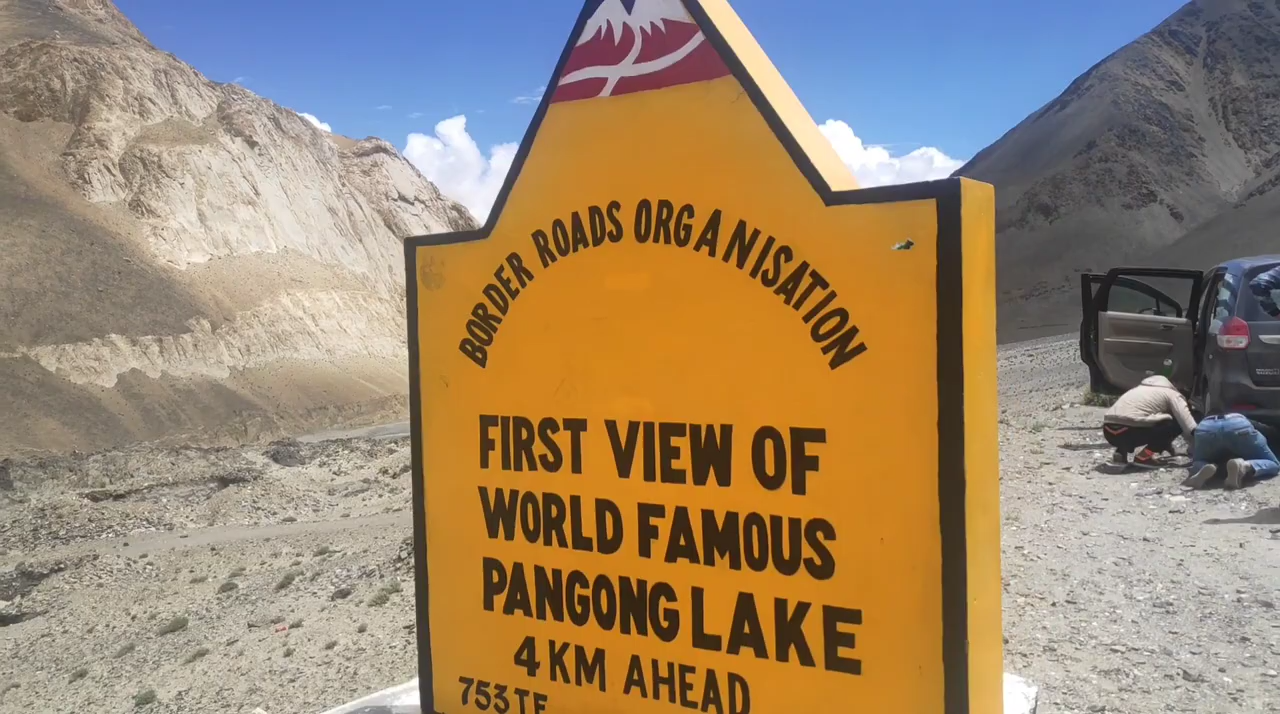 BORDER ROADS ORGANISATION
FIRST VIEW OF
WORLD FAMOUS
PANGONG LAKE
4 KM AHEAD
753 TF